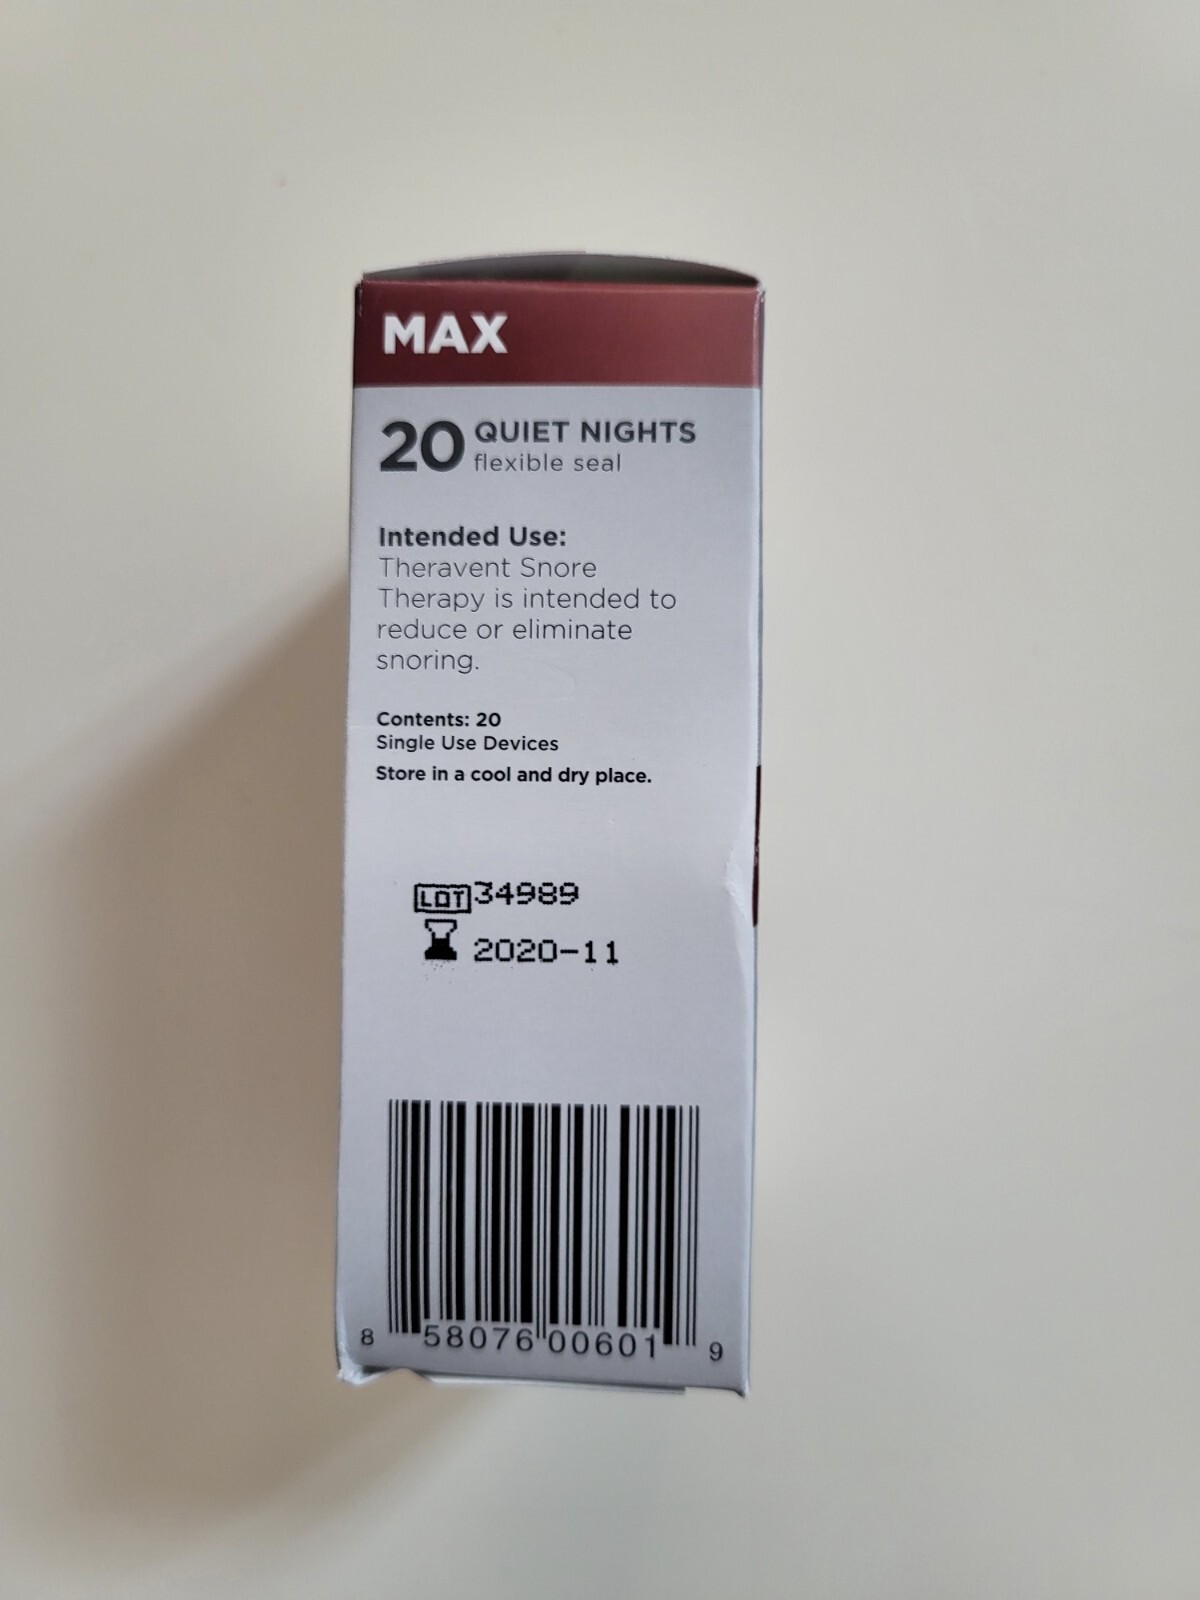 MAX
20 QUIET NIGHTS
flexible seal
Intended Use:
Theravent Snore
Therapy is intended to
reduce or eliminate
snoring.
Contents: 20
Single Use Devices
Store in a cool and dry place.
LOT 34989
2020-11
8 58076 00601 9